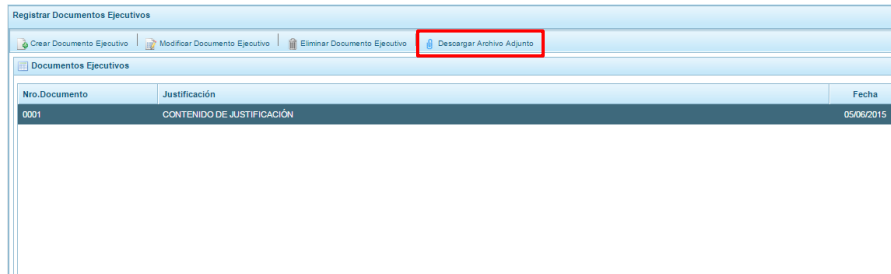 Registrar Documentos Ejecutivos
Crear Documento Ejecutivo Modificar Documento Ejecutivo Eliminar Documento Ejecutivo Descargar Archivo Adjunto
Documentos Ejecutivos
Nro.Documento Justificación Fecha
0001 CONTENIDO DE JUSTIFICACIÓN 05/06/2015